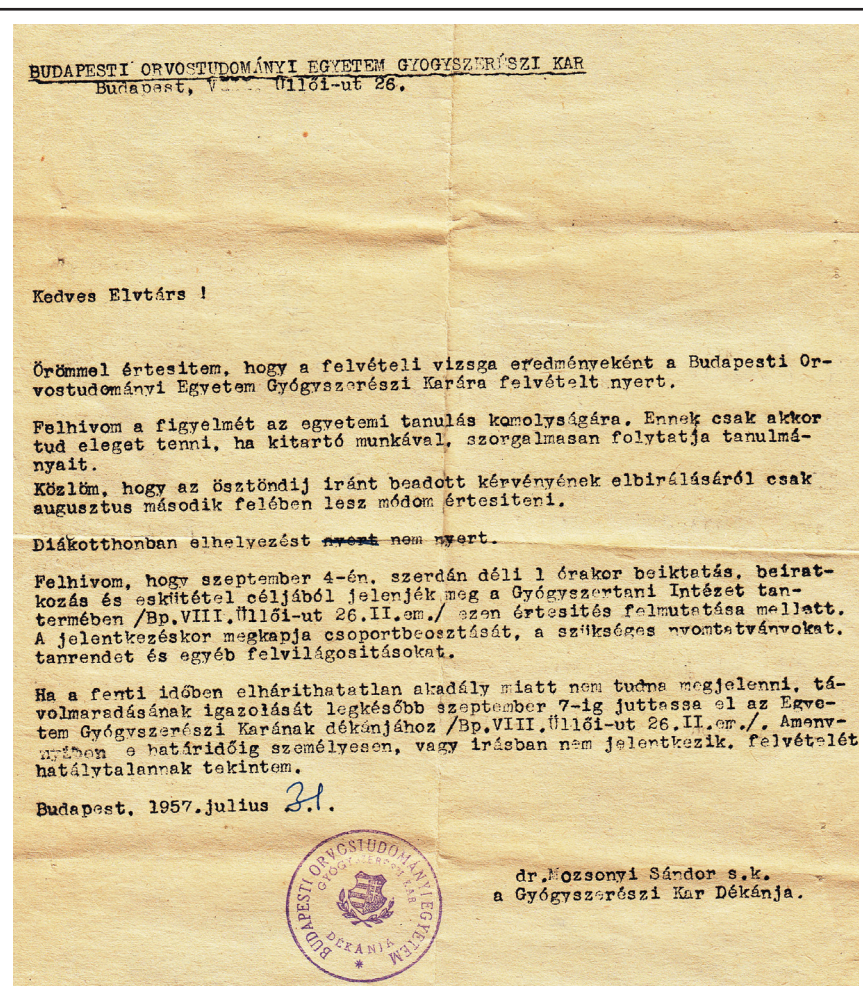 BUDAPESTI ORVOSTUDOMÁNYI EGYETEM GYOGYSZERÉSZI KAR
Budapest, Üllői-ut 26.
Kedves Elvtárs !
Örömmel értesitem, hogy a felvételi vizsga eredményeként a Budapesti Or-
vostudományi Egyetem Gyógyszerészi Karára felvételt nyert.
Felhivom a figyelmét az egyetemi tanulás komolyságára. Ennek csak akkor
tud eleget tenni, ha kitartó munkával, szorgalmasan folytatja tanulmá-
nyait.
Közlöm, hogy az ösztöndij iránt beadott kérvényének elbirálásáról csak
augusztus második felében lesz módom értesiteni.
Diákotthonban elhelyezést nyert nem nyert.
Felhivom, hogy szeptember 4-én, szerdán déli 1 órakor beiktatás, beirat-
kozás és eskütétel céljából jelenjék meg a Gyógyszertani Intézet tan-
termében /Bp.VIII.Üllői-ut 26.II.em./ ezen értesités felmutatása mellett.
A jelentkezéskor megkapja csoportbeosztását, a szükséges nyomtatványokat,
tanrendet és egyéb felvilágositásokat.
Ha a fenti időben elháríthatatlan akadály miatt nem tudna megjelenni, tá-
volmaradásának igazolását legkésőbb szeptember 7-ig juttassa el az Egye-
tem Gyógyszerészi Karának dékánjához /Bp.VIII.Üllői-ut 26.II.em./. Ameny-
nyiben e határidőig személyesen, vagy irásban nem jelentkezik, felvételét
hatálytalannak tekintem.
Budapest, 1957.julius 31.
dr.Mozsonyi Sándor s.k.
a Gyógyszerészi Kar Dékánja.
BUDAPESTI ORVOSTUDOMÁNYI EGYETEM
GYÓGYSZERÉSZI KAR
DÉKÁNJA